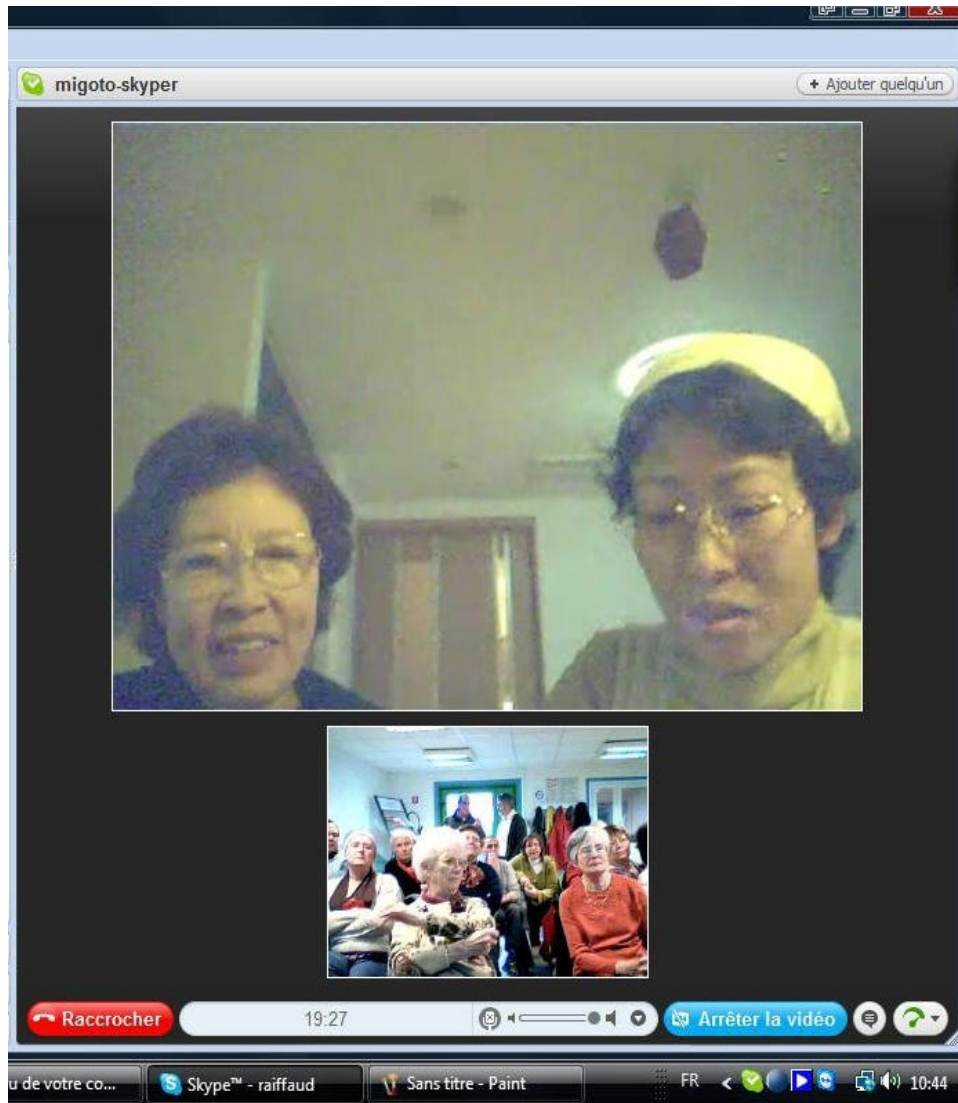 migoto-skyper
+ Ajouter quelqu'un
Raccrocher
19:27
Arrêter la vidéo
u de votre co...
Skype™ - raiffaud
Sans titre - Paint
FR
10:44